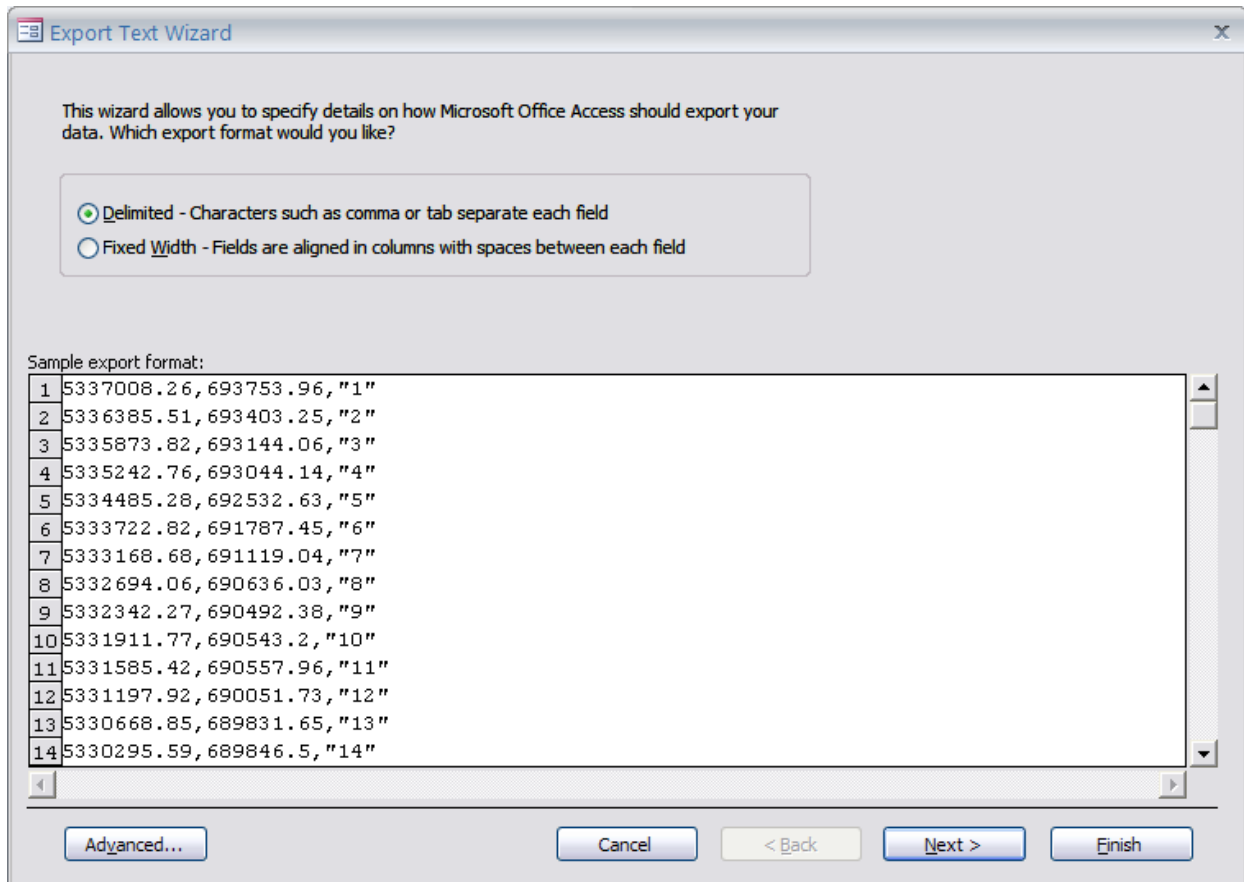 Export Text Wizard
This wizard allows you to specify details on how Microsoft Office Access should export your
data. Which export format would you like?
Delimited - Characters such as comma or tab separate each field
Fixed Width - Fields are aligned in columns with spaces between each field
Sample export format:
1 5337008.26,693753.96,"1"
2 5336385.51,693403.25,"2"
3 5335873.82,693144.06,"3"
4 5335242.76,693044.14,"4"
5 5334485.28,692532.63,"5"
6 5333722.82,691787.45,"6"
7 5333168.68,691119.04,"7"
8 5332694.06,690636.03,"8"
9 5332342.27,690492.38,"9"
10 5331911.77,690543.2,"10"
11 5331585.42,690557.96,"11"
12 5331197.92,690051.73,"12"
13 5330668.85,689831.65,"13"
14 5330295.59,689846.5,"14"
Advanced... Cancel < Back Next > Finish